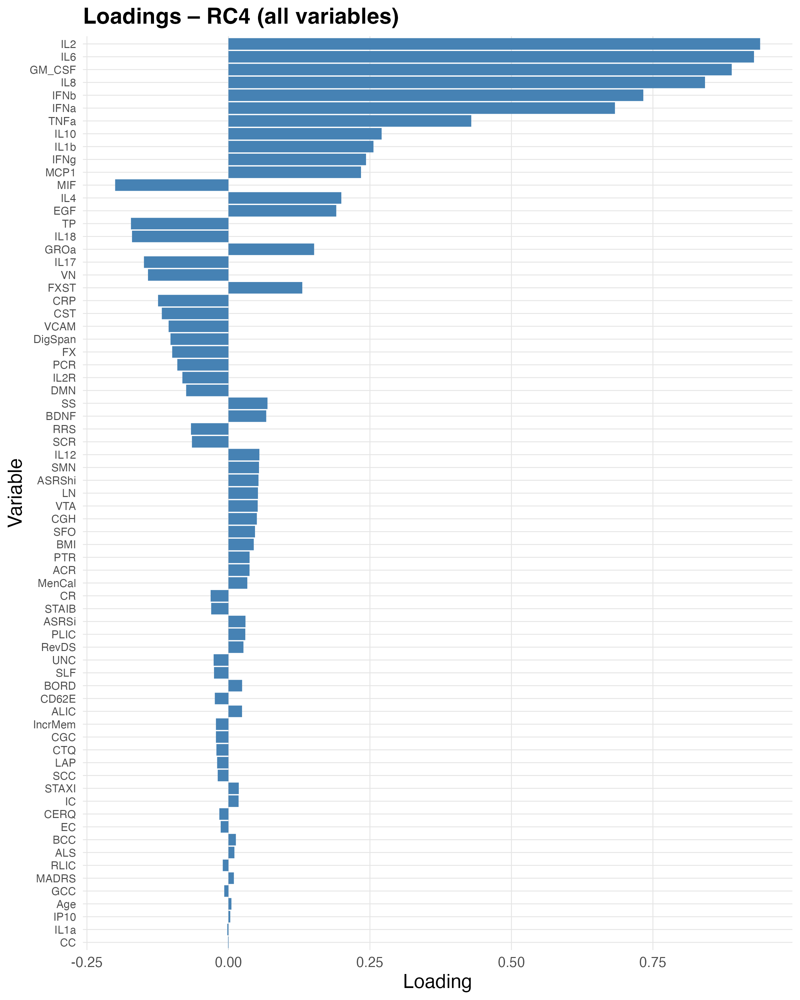 Loadings – RC4 (all variables)
IL2
IL6
GM_CSF
IL8
IFNb
IFNa
TNFa
IL10
IL1b
IFNg
MCP1
MIF
IL4
EGF
TP
IL18
GROa
IL17
VN
FXST
CRP
CST
VCAM
DigSpan
FX
PCR
IL2R
DMN
SS
BDNF
RRS
SCR
IL12
SMN
ASRShi
LN
VTA
CGH
SFO
BMI
PTR
ACR
MenCal
CR
STAIB
ASRSi
PLIC
RevDS
UNC
SLF
BORD
CD62E
ALIC
IncrMem
CGC
CTQ
LAP
SCC
STAXI
IC
CERQ
EC
BCC
ALS
RLIC
MADRS
GCC
Age
IP10
IL1a
CC
Variable
-0.25 0.00 0.25 0.50 0.75
Loading